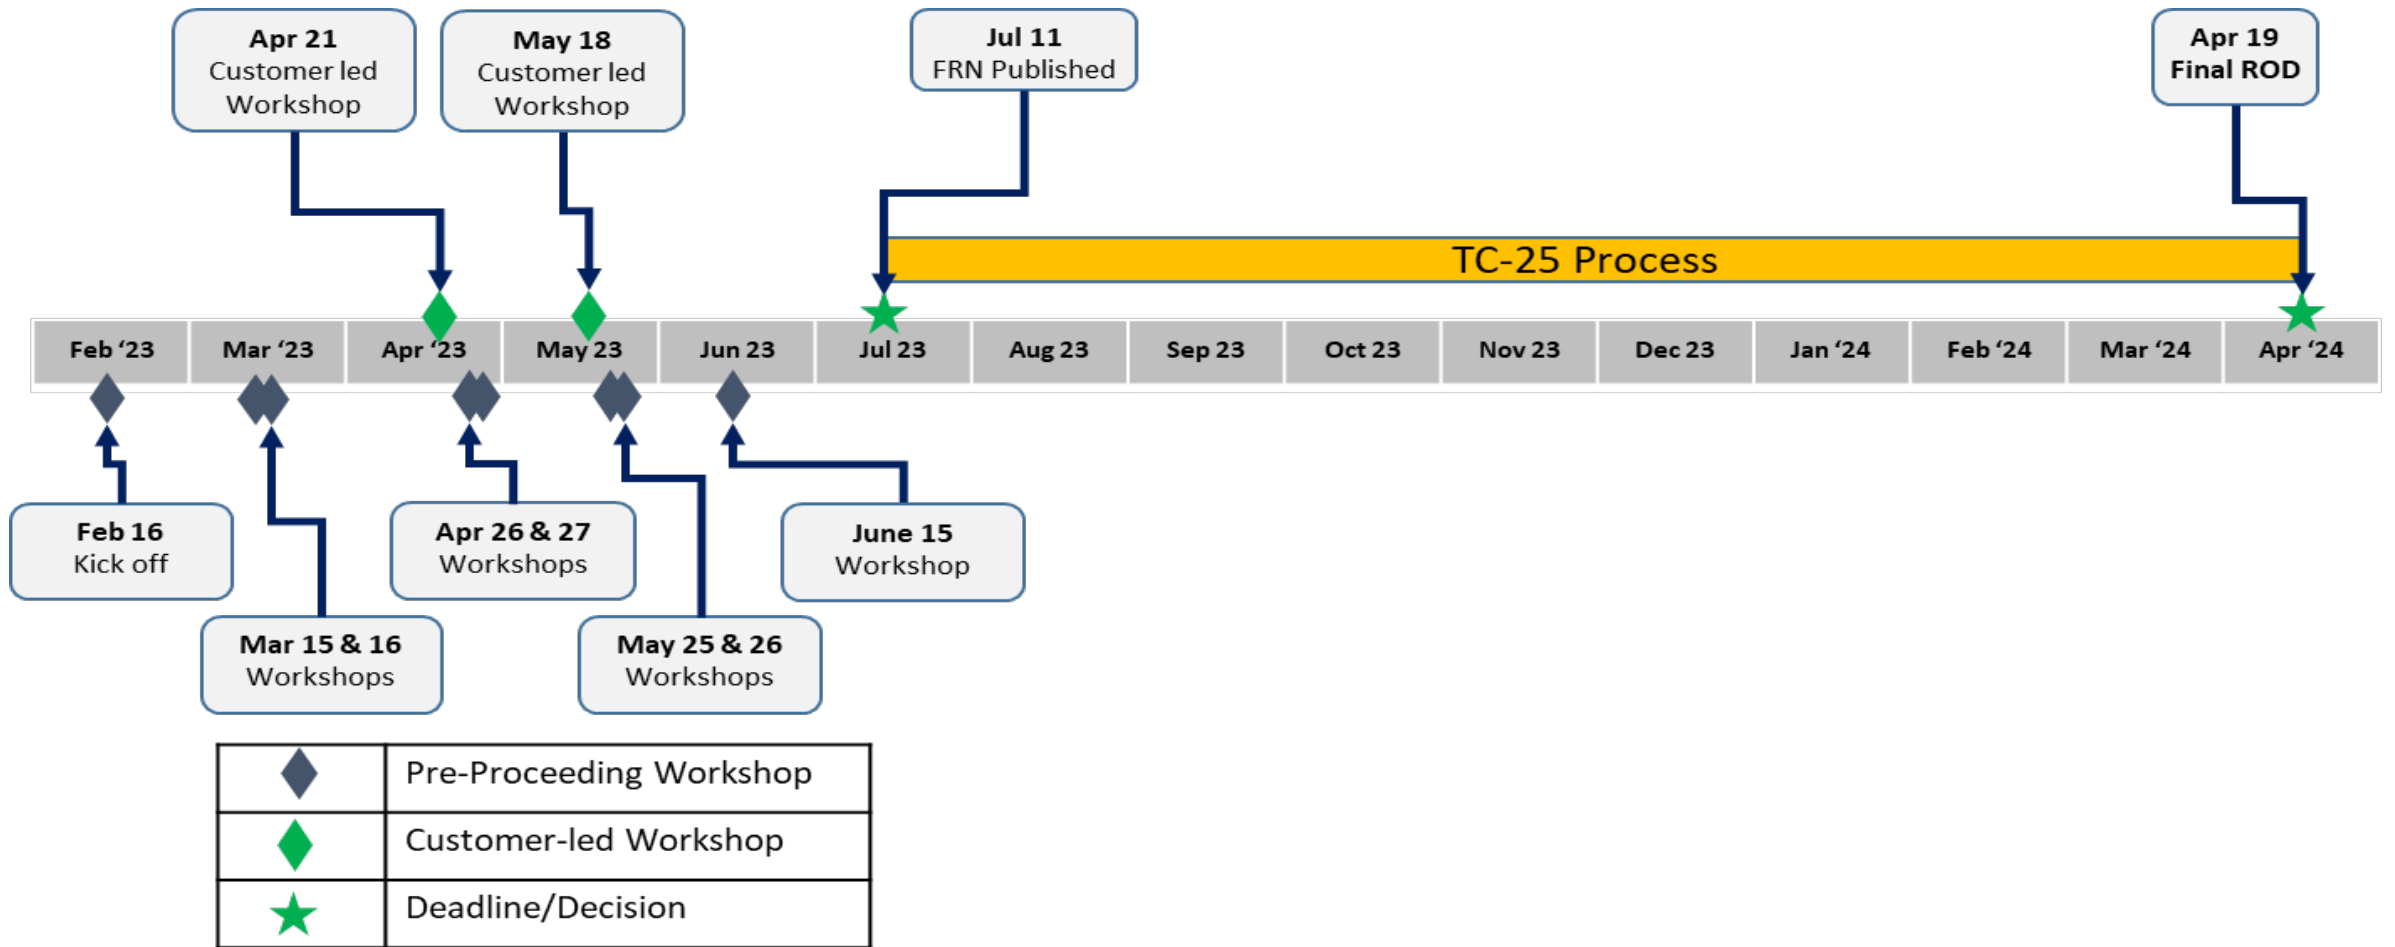 Apr 21
Customer led
Workshop
May 18
Customer led
Workshop
Jul 11
FRN Published
Apr 19
Final ROD
TC-25 Process
Feb ‘23
Mar ‘23
Apr ‘23
May 23
Jun 23
Jul 23
Aug 23
Sep 23
Oct 23
Nov 23
Dec 23
Jan ‘24
Feb ‘24
Mar ‘24
Apr ‘24
Feb 16
Kick off
Mar 15 & 16
Workshops
Apr 26 & 27
Workshops
May 25 & 26
Workshops
June 15
Workshop
Pre-Proceeding Workshop
Customer-led Workshop
Deadline/Decision